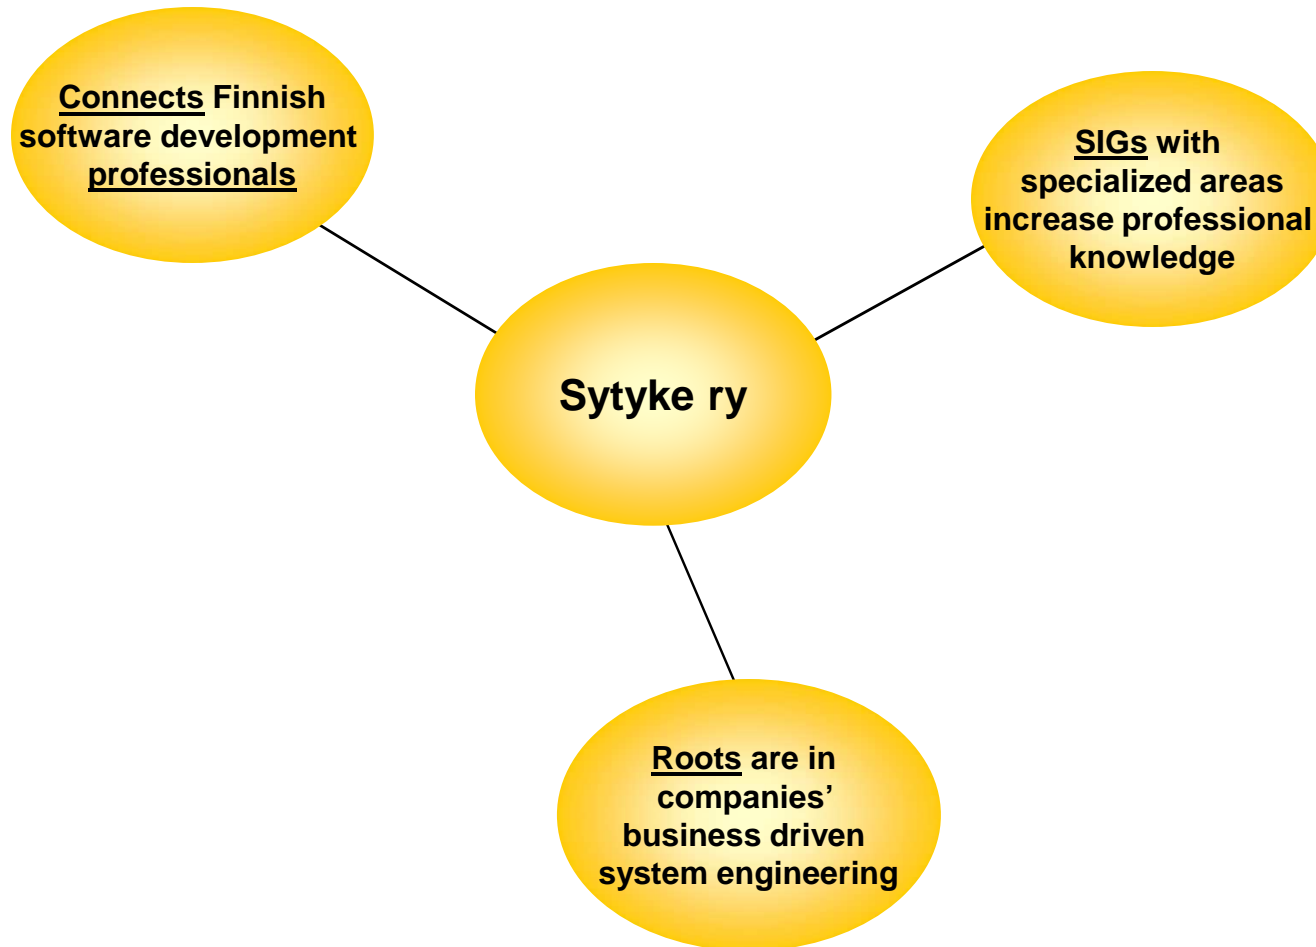 Connects Finnish
software development
professionals
SIGs with
specialized areas
increase professional
knowledge
Sytyke ry
Roots are in
companies’
business driven
system engineering